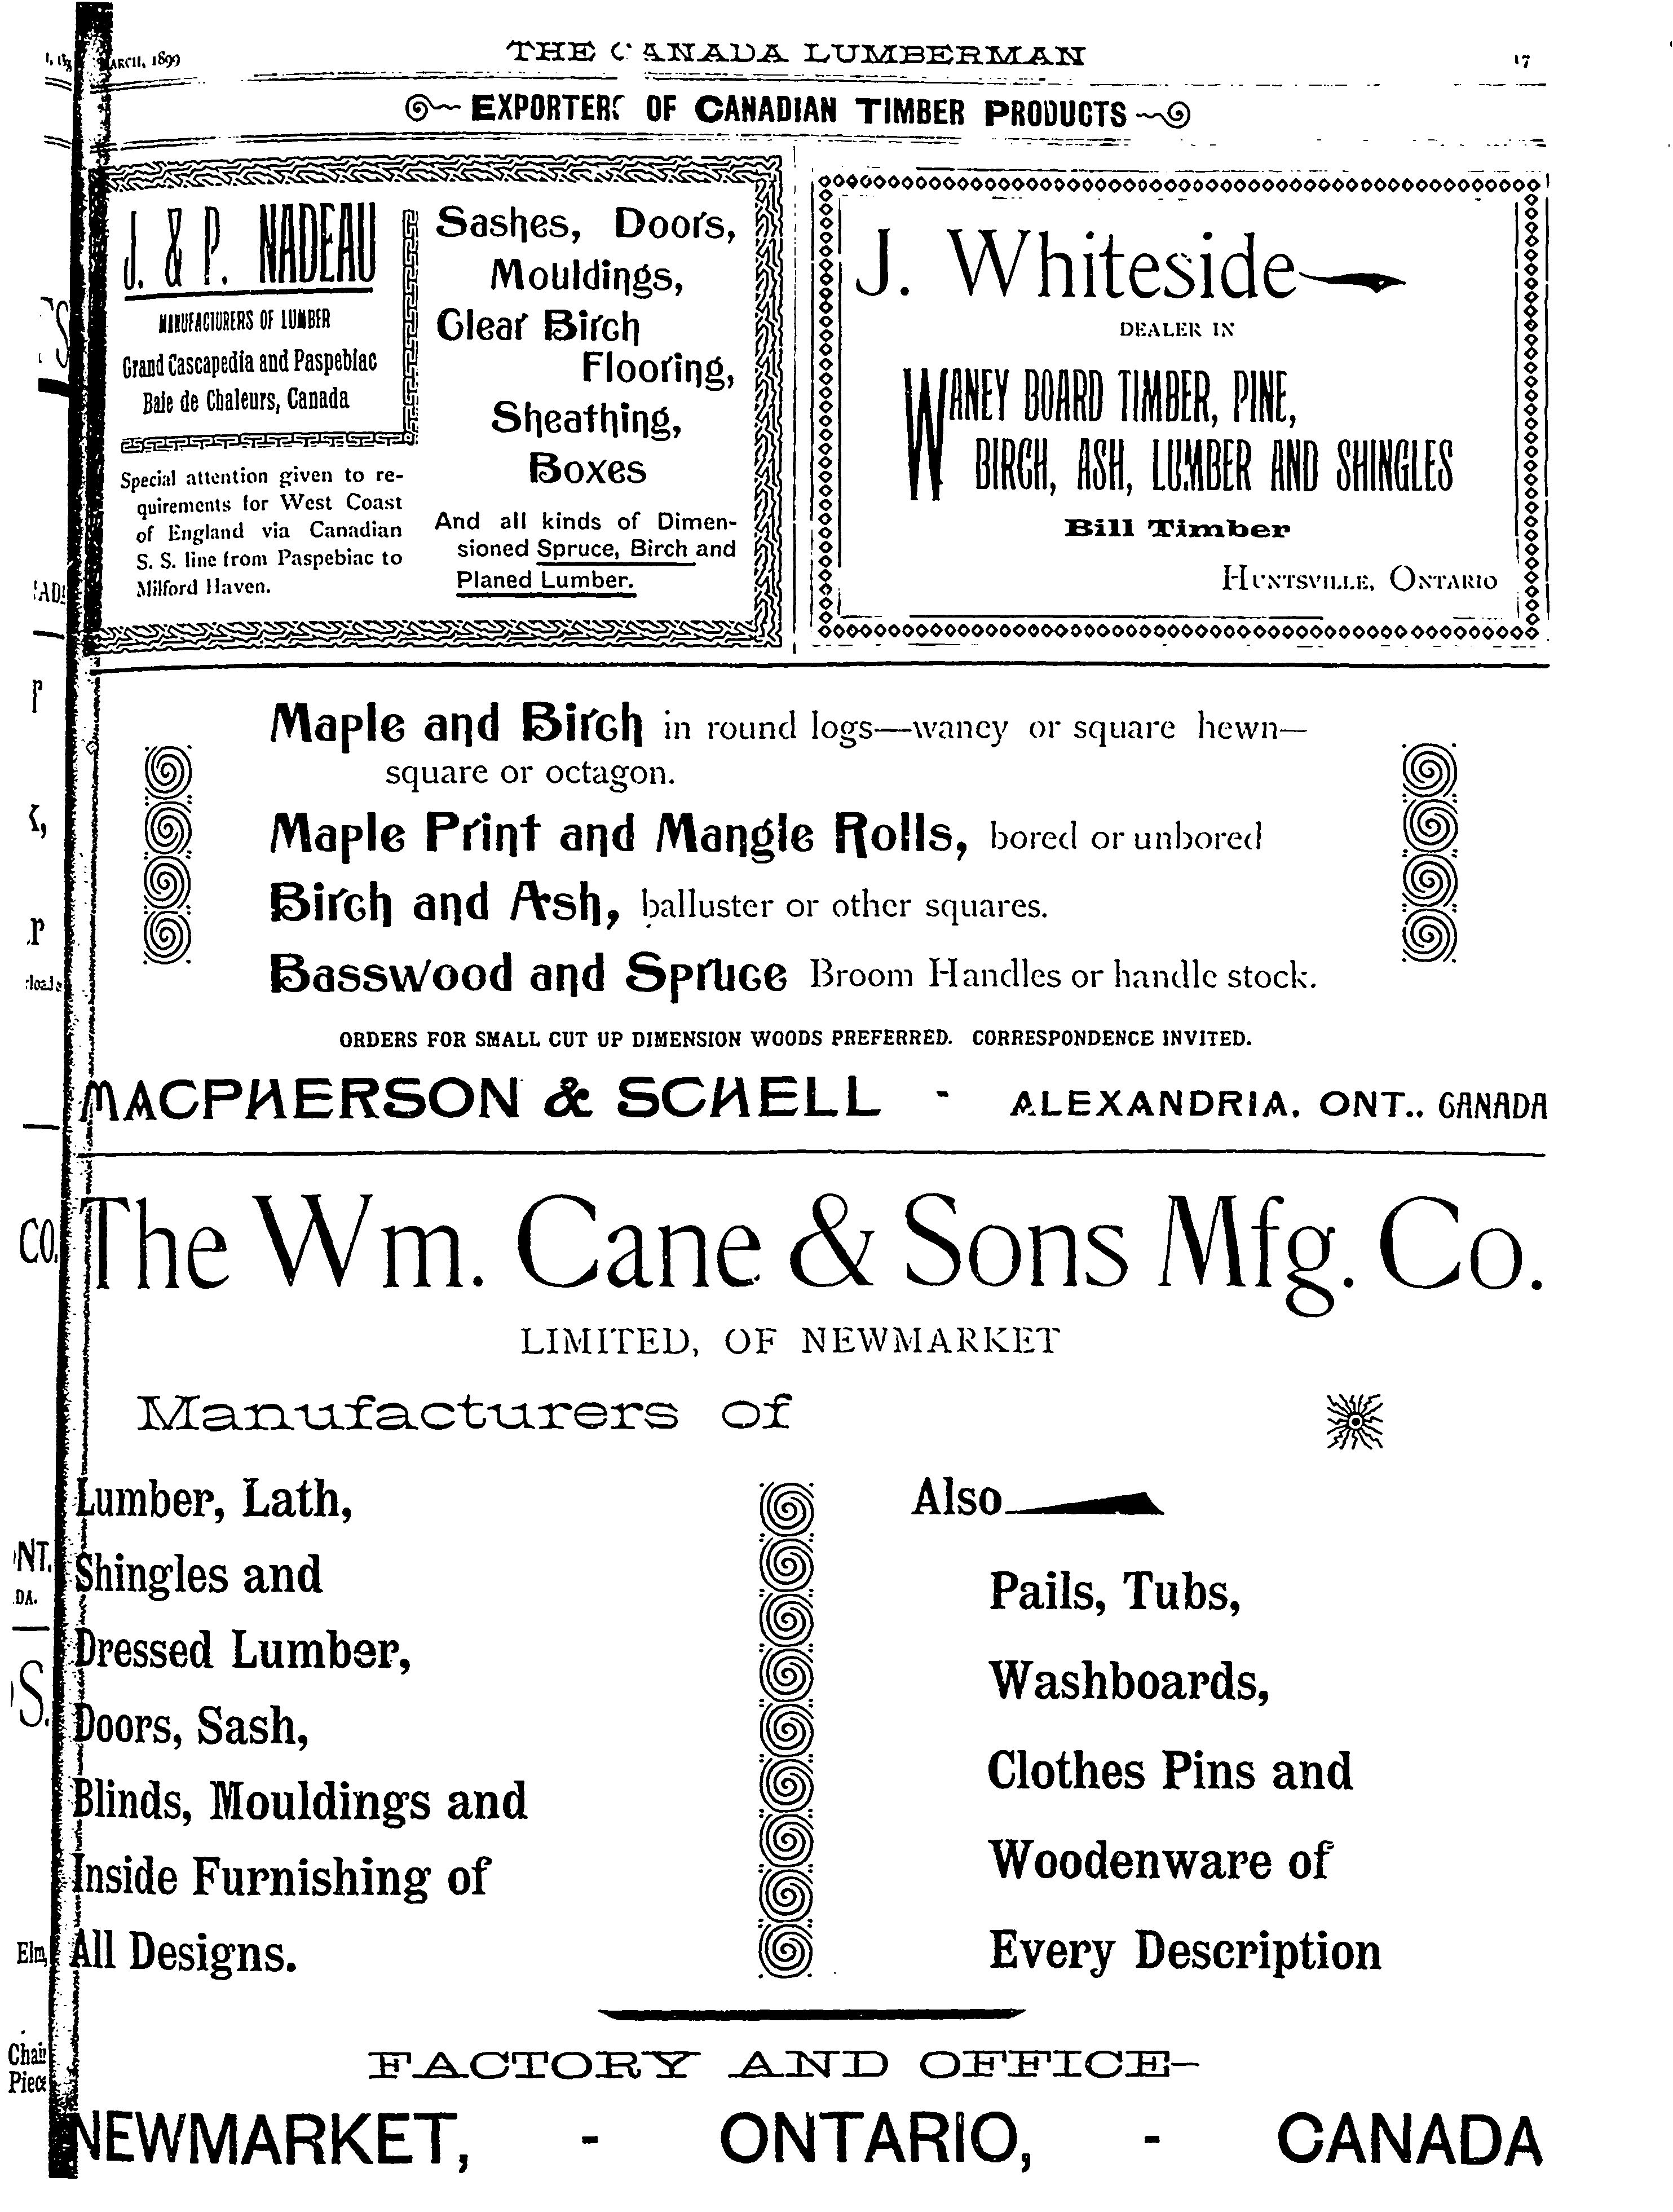 MARCH, 1899
THE CANADA LUMBERMAN
17
EXPORTERS OF CANADIAN TIMBER PRODUCTS
J. & P. NADEAU
MANUFACTURERS OF LUMBER
Grand Cascapedia and Paspebiac
Baie de Chaleurs, Canada
Special attention given to re-
quirements for West Coast
of England via Canadian
S. S. line from Paspebiac to
Milford Haven.
Sashes, Doors,
Mouldings,
Clear Birch
Flooring,
Sheathing,
Boxes
And all kinds of Dimen-
sioned Spruce, Birch and
Planed Lumber.
J. Whiteside
DEALER IN
WANEY BOARD TIMBER, PINE,
BIRCH, ASH, LUMBER AND SHINGLES
Bill Timber
HUNTSVILLE, ONTARIO
Maple and Birch in round logs—waney or square hewn—
square or octagon.
Maple Print and Mangle Rolls, bored or unbored
Birch and Ash, balluster or other squares.
Basswood and Spruce Broom Handles or handle stock.
ORDERS FOR SMALL CUT UP DIMENSION WOODS PREFERRED. CORRESPONDENCE INVITED.
MACPHERSON & SCHELL - ALEXANDRIA, ONT., CANADA
The Wm. Cane & Sons Mfg. Co.
LIMITED, OF NEWMARKET
Manufacturers of
Lumber, Lath,
Shingles and
Dressed Lumber,
Doors, Sash,
Blinds, Mouldings and
Inside Furnishing of
All Designs.
Also
Pails, Tubs,
Washboards,
Clothes Pins and
Woodenware of
Every Description
FACTORY AND OFFICE—
NEWMARKET, - ONTARIO, - CANADA
CO.
Elm,
Chair
Piece